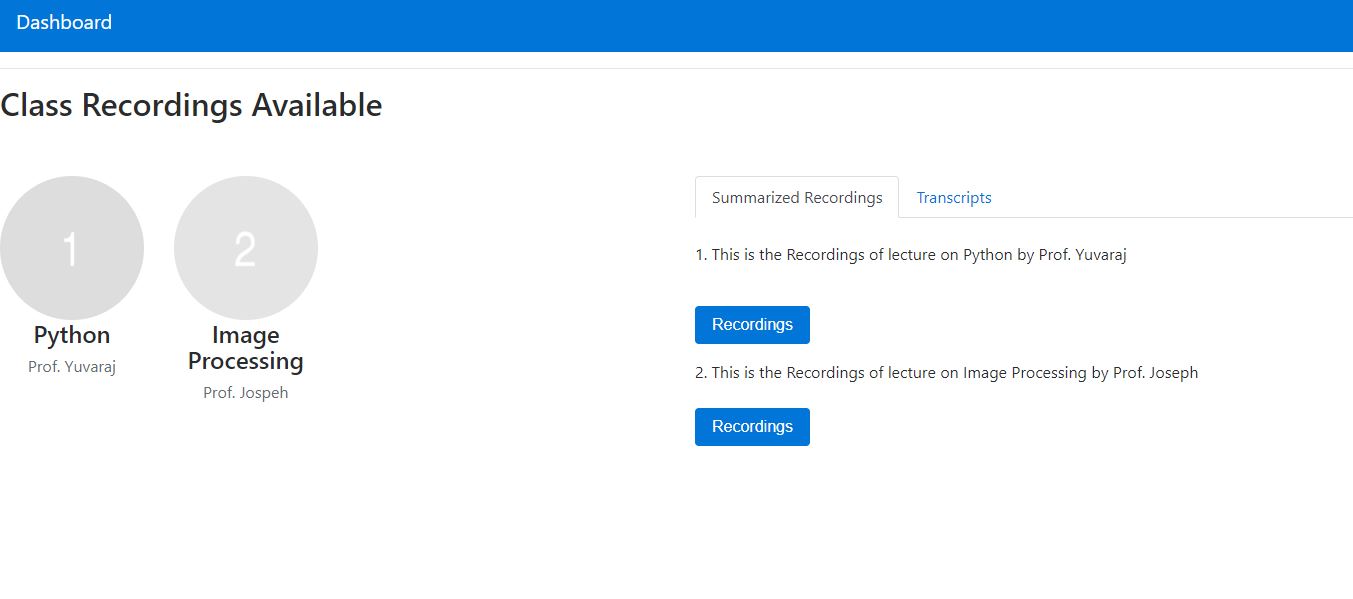 Dashboard
Class Recordings Available
1
Python
Prof. Yuvaraj
2
Image
Processing
Prof. Jospeh
Summarized Recordings Transcripts
1. This is the Recordings of lecture on Python by Prof. Yuvaraj
Recordings
2. This is the Recordings of lecture on Image Processing by Prof. Joseph
Recordings